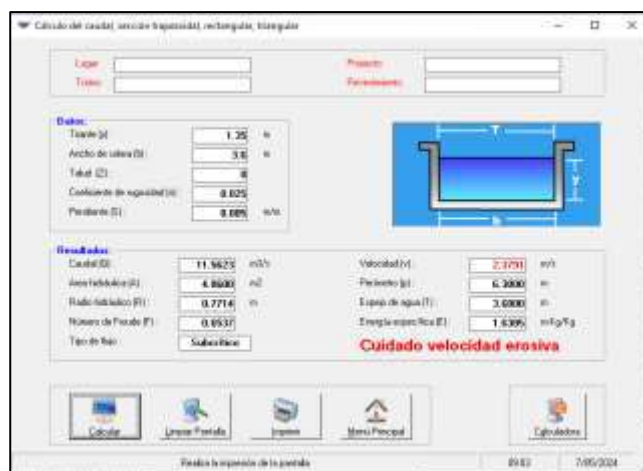 Cálculo del caudal, sección trapezoidal, rectangular, triangular
Lugar: Proyecto:
Tramo: Revestimiento:
Datos:
Tirante (y): 1.35 m
Ancho de solera (b): 3.6 m
Talud (Z): 0
Coeficiente de rugosidad (n): 0.025
Pendiente (S): 0.005 m/m
T
y
b
Resultados:
Caudal (Q): 11.5623 m3/s Velocidad (v): 2.3791 m/s
Area hidráulica (A): 4.8600 m2 Perímetro (p): 6.3000 m
Radio hidráulico (R): 0.7714 m Espejo de agua (T): 3.6000 m
Número de Froude (F): 0.6537 Energía específica (E): 1.6385 m-Kg/Kg
Tipo de flujo: Subcrítico Cuidado velocidad erosiva
Calcular Limpiar Pantalla Imprimir Menú Principal Calculadora
Realiza la impresión de la pantalla 09:03 7/05/2024